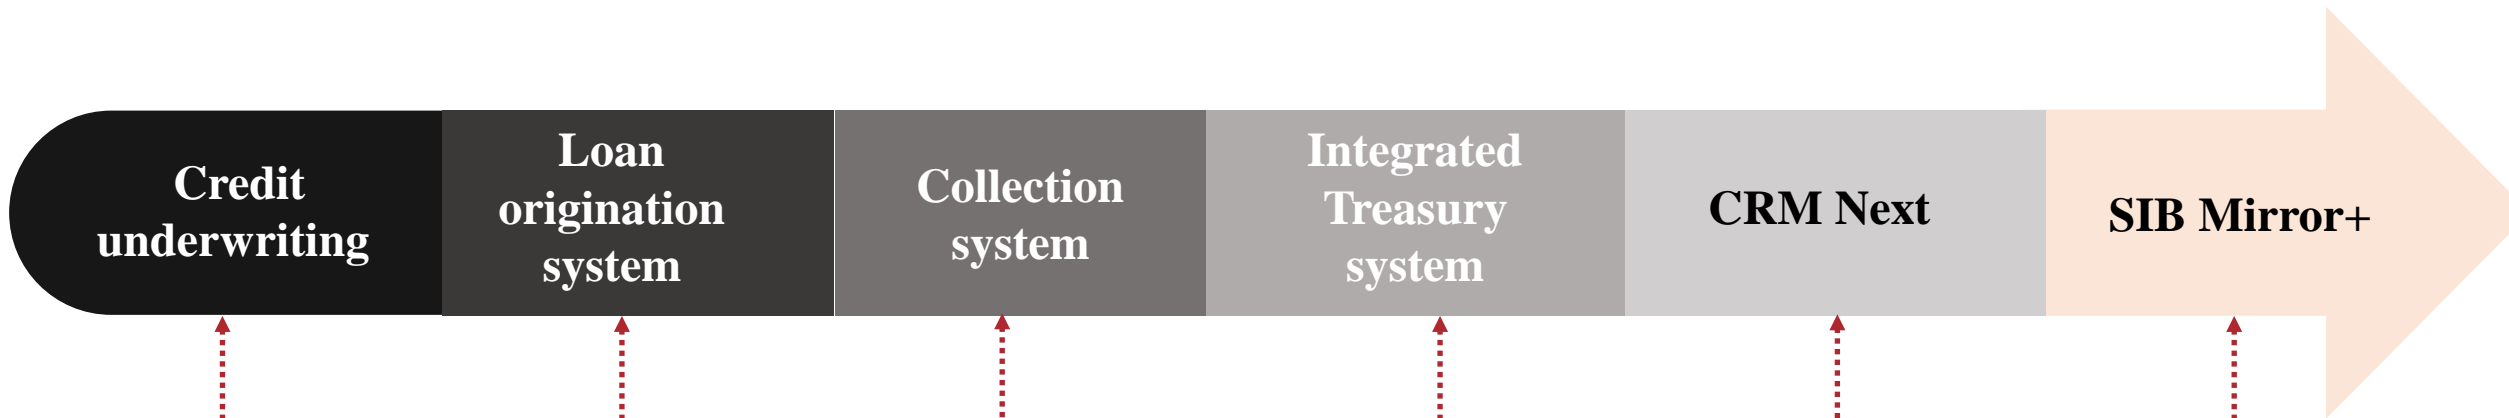 Credit
underwriting
Loan
origination
system
Collection
system
Integrated
Treasury
system
CRM Next
SIB Mirror+